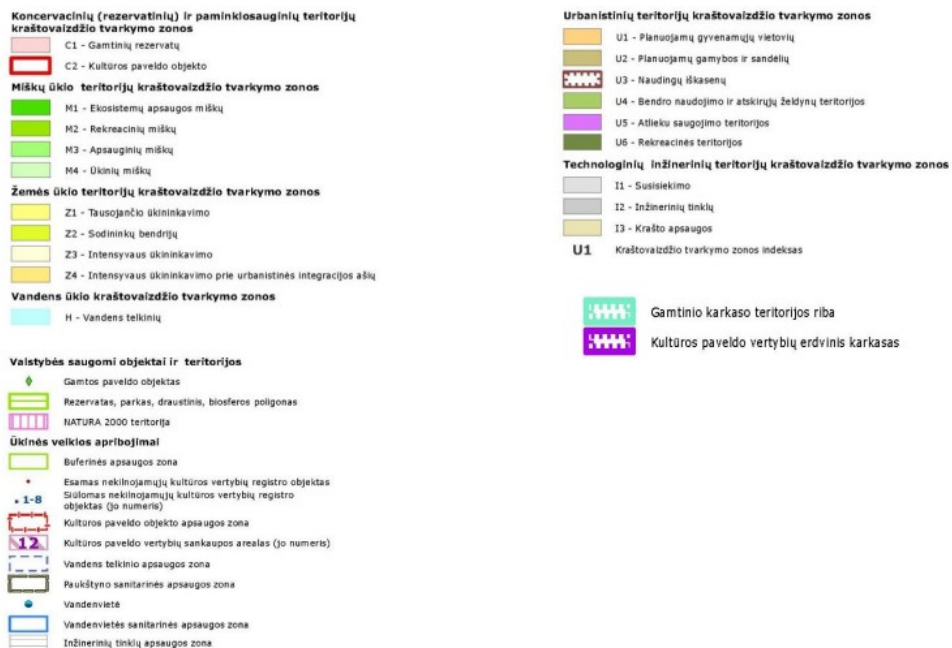 Koncervacinių (rezervatinių) ir paminklosauginių teritorijų
kraštovaizdžio tvarkymo zonos
C1 - Gamtinių rezervatų
C2 - Kultūros paveldo objekto
Miškų ūkio teritorijų kraštovaizdžio tvarkymo zonos
M1 - Ekosistemų apsaugos miškų
M2 - Rekreacinių miškų
M3 - Apsauginių miškų
M4 - Ūkinių miškų
Žemės ūkio teritorijų kraštovaizdžio tvarkymo zonos
Z1 - Tausojančio ūkininkavimo
Z2 - Sodininkų bendrijų
Z3 - Intensyvaus ūkininkavimo
Z4 - Intensyvaus ūkininkavimo prie urbanistinės integracijos ašių
Vandens ūkio kraštovaizdžio tvarkymo zonos
H - Vandens telkinių
Valstybės saugomi objektai ir teritorijos
Gamtos paveldo objektas
Rezervatas, parkas, draustinis, biosferos poligonas
NATURA 2000 teritorija
Ūkinės veiklos apribojimai
Buferinės apsaugos zona
Esamas nekilnojamųjų kultūros vertybių registro objektas
1-8 Siūlomas nekilnojamųjų kultūros vertybių registro
objektas (jo numeris)
Kultūros paveldo objekto apsaugos zona
12 Kultūros paveldo vertybių sankaupos arealas (jo numeris)
Vandens telkinio apsaugos zona
Paukštyno sanitarinės apsaugos zona
Vandenvietė
Vandenvietės sanitarinės apsaugos zona
Inžinerinių tinklų apsaugos zona
Urbanistinių teritorijų kraštovaizdžio tvarkymo zonos
U1 - Planuojamų gyvenamųjų vietovių
U2 - Planuojamų gamybos ir sandėlių
U3 - Naudingų iškasenų
U4 - Bendro naudojimo ir atskirųjų želdynų teritorijos
U5 - Atlieku saugojimo teritorijos
U6 - Rekreacinės teritorijos
Technologinių inžinerinių teritorijų kraštovaizdžio tvarkymo zonos
I1 - Susisiekimo
I2 - Inžinerinių tinklų
I3 - Krašto apsaugos
U1 Kraštovaizdžio tvarkymo zonos indeksas
Gamtinio karkaso teritorijos riba
Kultūros paveldo vertybių erdvinis karkasas